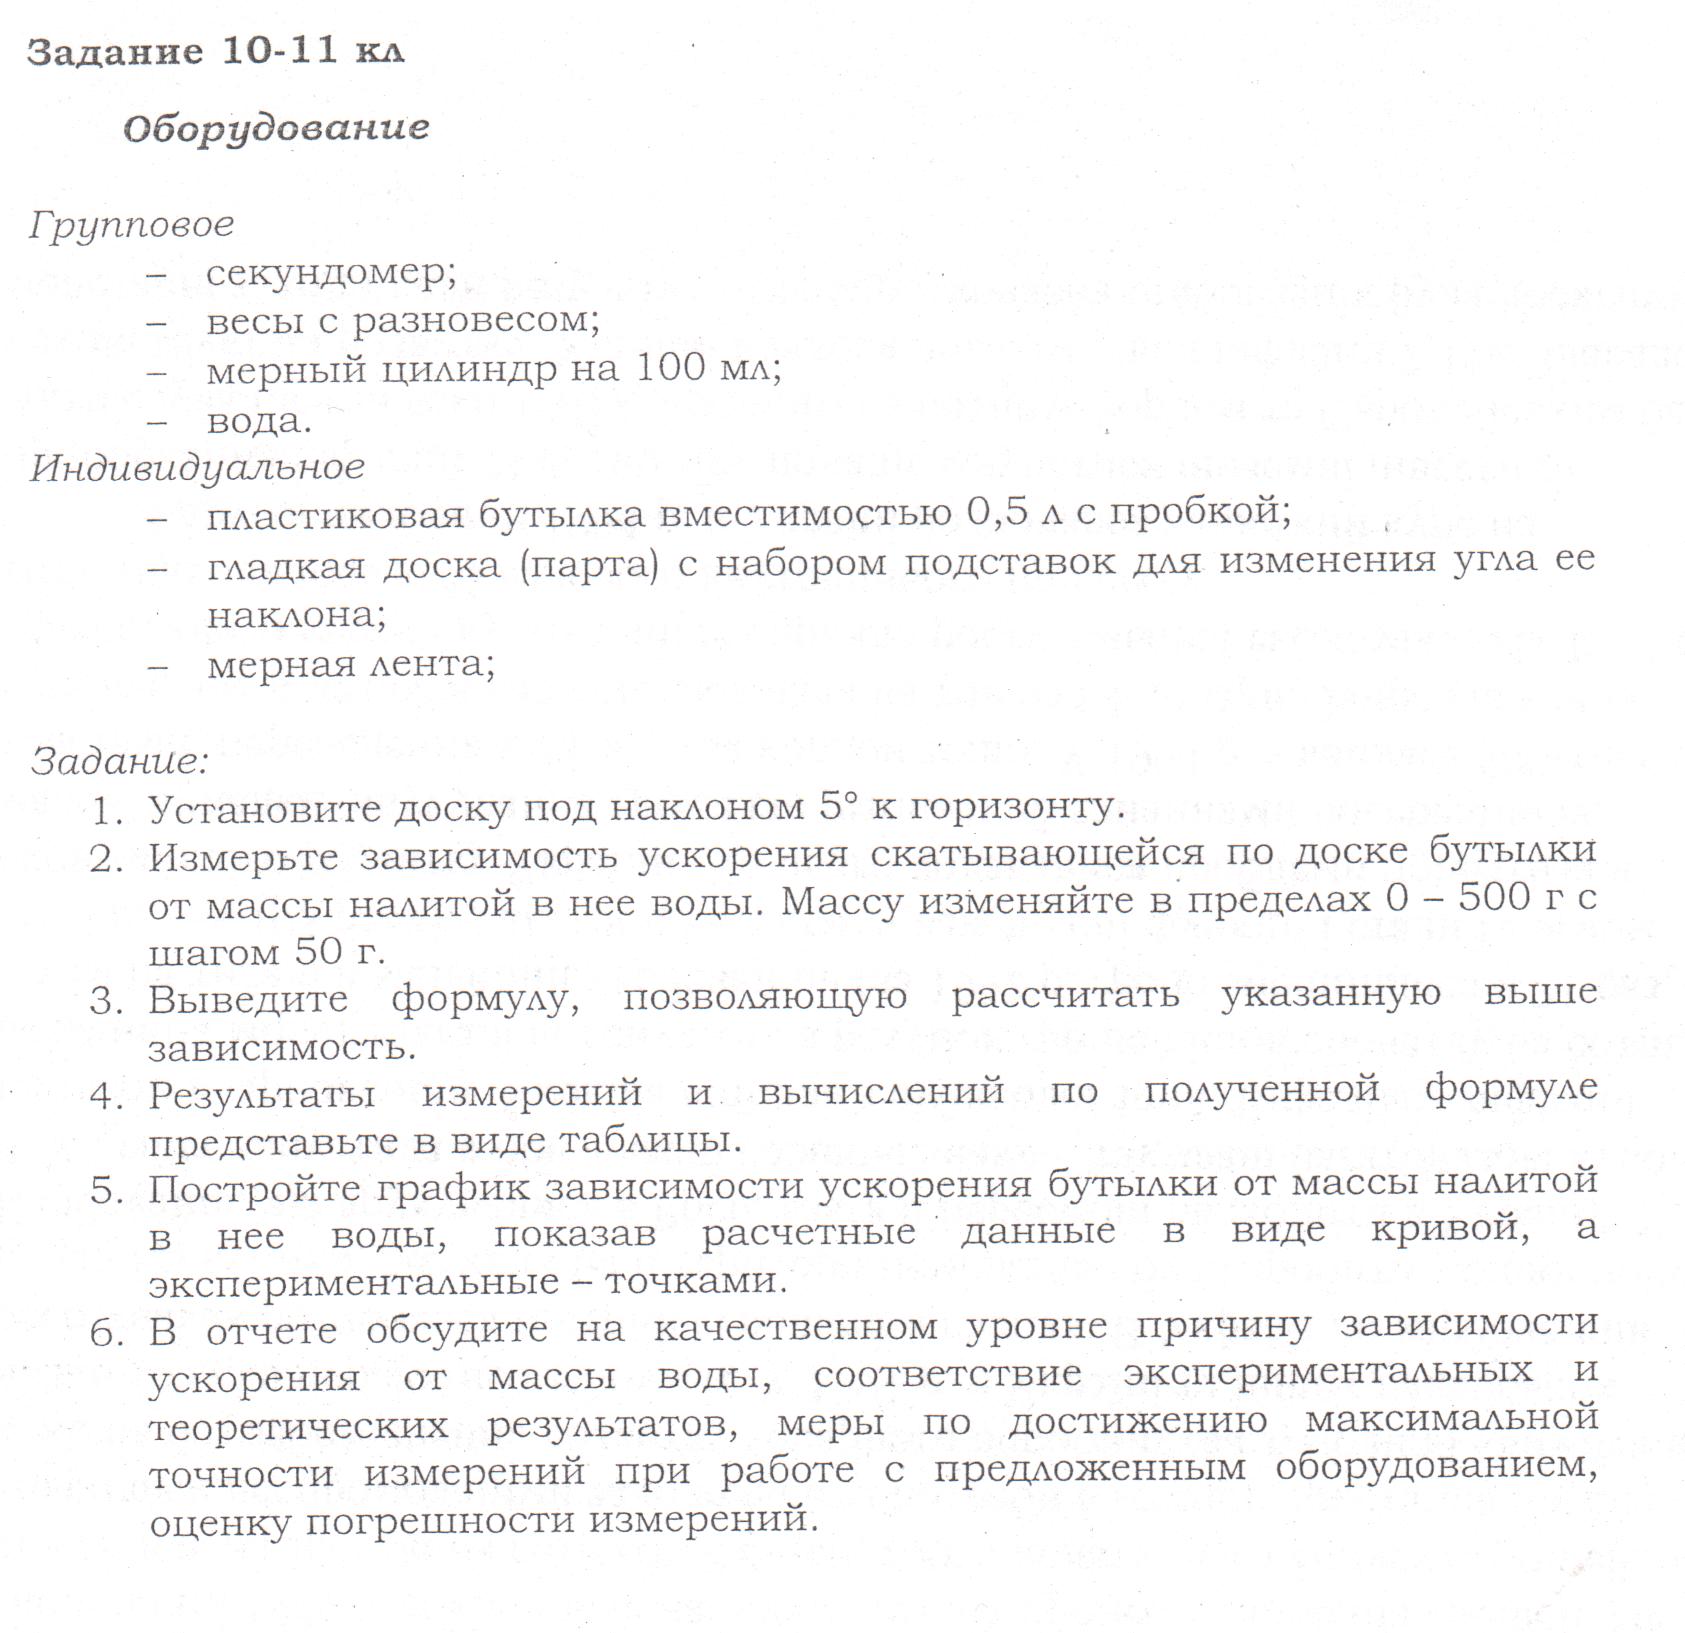 Задание 10-11 кл
Оборудование
Групповое
– секундомер;
– весы с разновесом;
– мерный цилиндр на 100 мл;
– вода.
Индивидуальное
– пластиковая бутылка вместимостью 0,5 л с пробкой;
– гладкая доска (парта) с набором подставок для изменения угла ее
наклона;
– мерная лента;
Задание:
1. Установите доску под наклоном 5° к горизонту.
2. Измерьте зависимость ускорения скатывающейся по доске бутылки
от массы налитой в нее воды. Массу изменяйте в пределах 0 – 500 г с
шагом 50 г.
3. Выведите формулу, позволяющую рассчитать указанную выше
зависимость.
4. Результаты измерений и вычислений по полученной формуле
представьте в виде таблицы.
5. Постройте график зависимости ускорения бутылки от массы налитой
в нее воды, показав расчетные данные в виде кривой, а
экспериментальные – точками.
6. В отчете обсудите на качественном уровне причину зависимости
ускорения от массы воды, соответствие экспериментальных и
теоретических результатов, меры по достижению максимальной
точности измерений при работе с предложенным оборудованием,
оценку погрешности измерений.